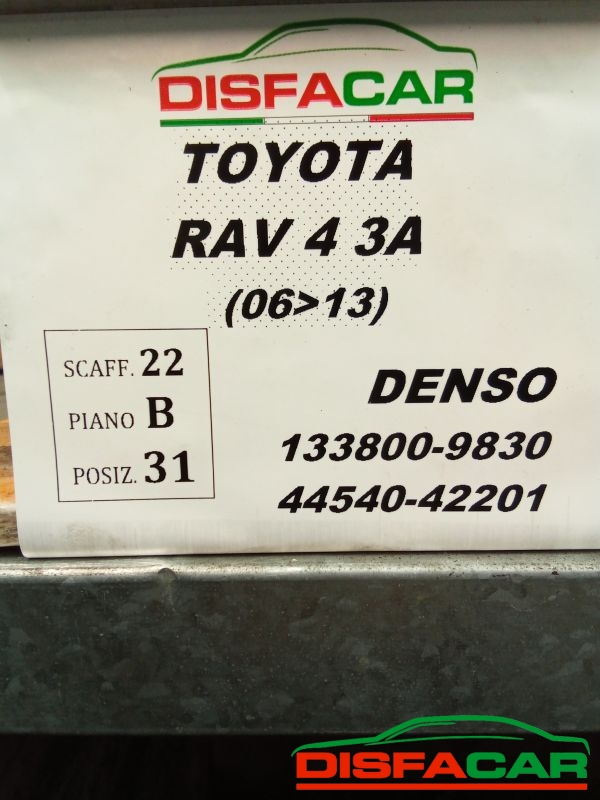 DISFACAR
TOYOTA
RAV 4 3A
(06>13)
SCAFF. 22
PIANO B
POSIZ. 31
DENSO
133800-9830
44540-42201
DISFACAR